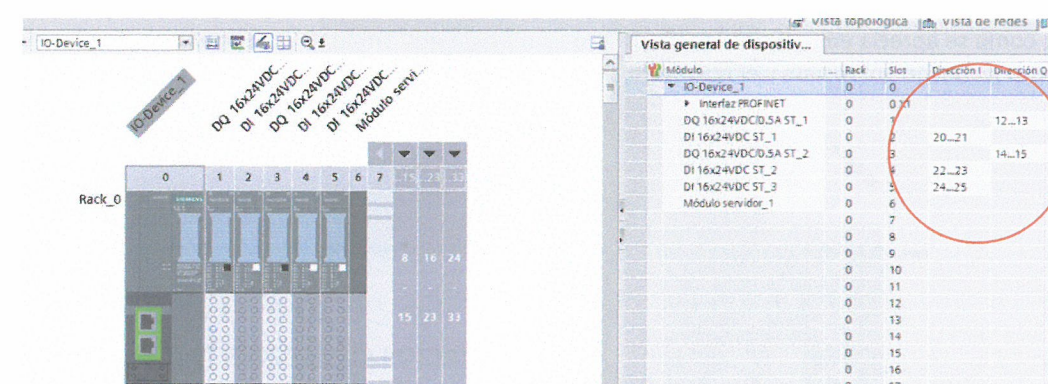 Vista topológica Vista de redes
IO-Device_1
Vista general de dispositiv...
Módulo ... Rack Slot Dirección I Dirección Q
IO-Device_1 0 0
Interfaz PROFINET 0 0 X1
DQ 16x24VDC/0.5A ST_1 0 1 12...13
DI 16x24VDC ST_1 0 2 20...21
DQ 16x24VDC/0.5A ST_2 0 3 14...15
DI 16x24VDC ST_2 0 4 22...23
DI 16x24VDC ST_3 0 5 24...25
Módulo servidor_1 0 6
0 7
0 8
0 9
0 10
0 11
0 12
0 13
0 14
0 15
0 16
IO-Device_1
DQ 16x24VDC...
DI 16x24VDC...
DQ 16x24VDC...
DI 16x24VDC...
DI 16x24VDC...
Módulo servi...
0 1 2 3 4 5 6 7 ...15 ...23 ...33
Rack_0
SIEMENS
8 16 24
15 23 33